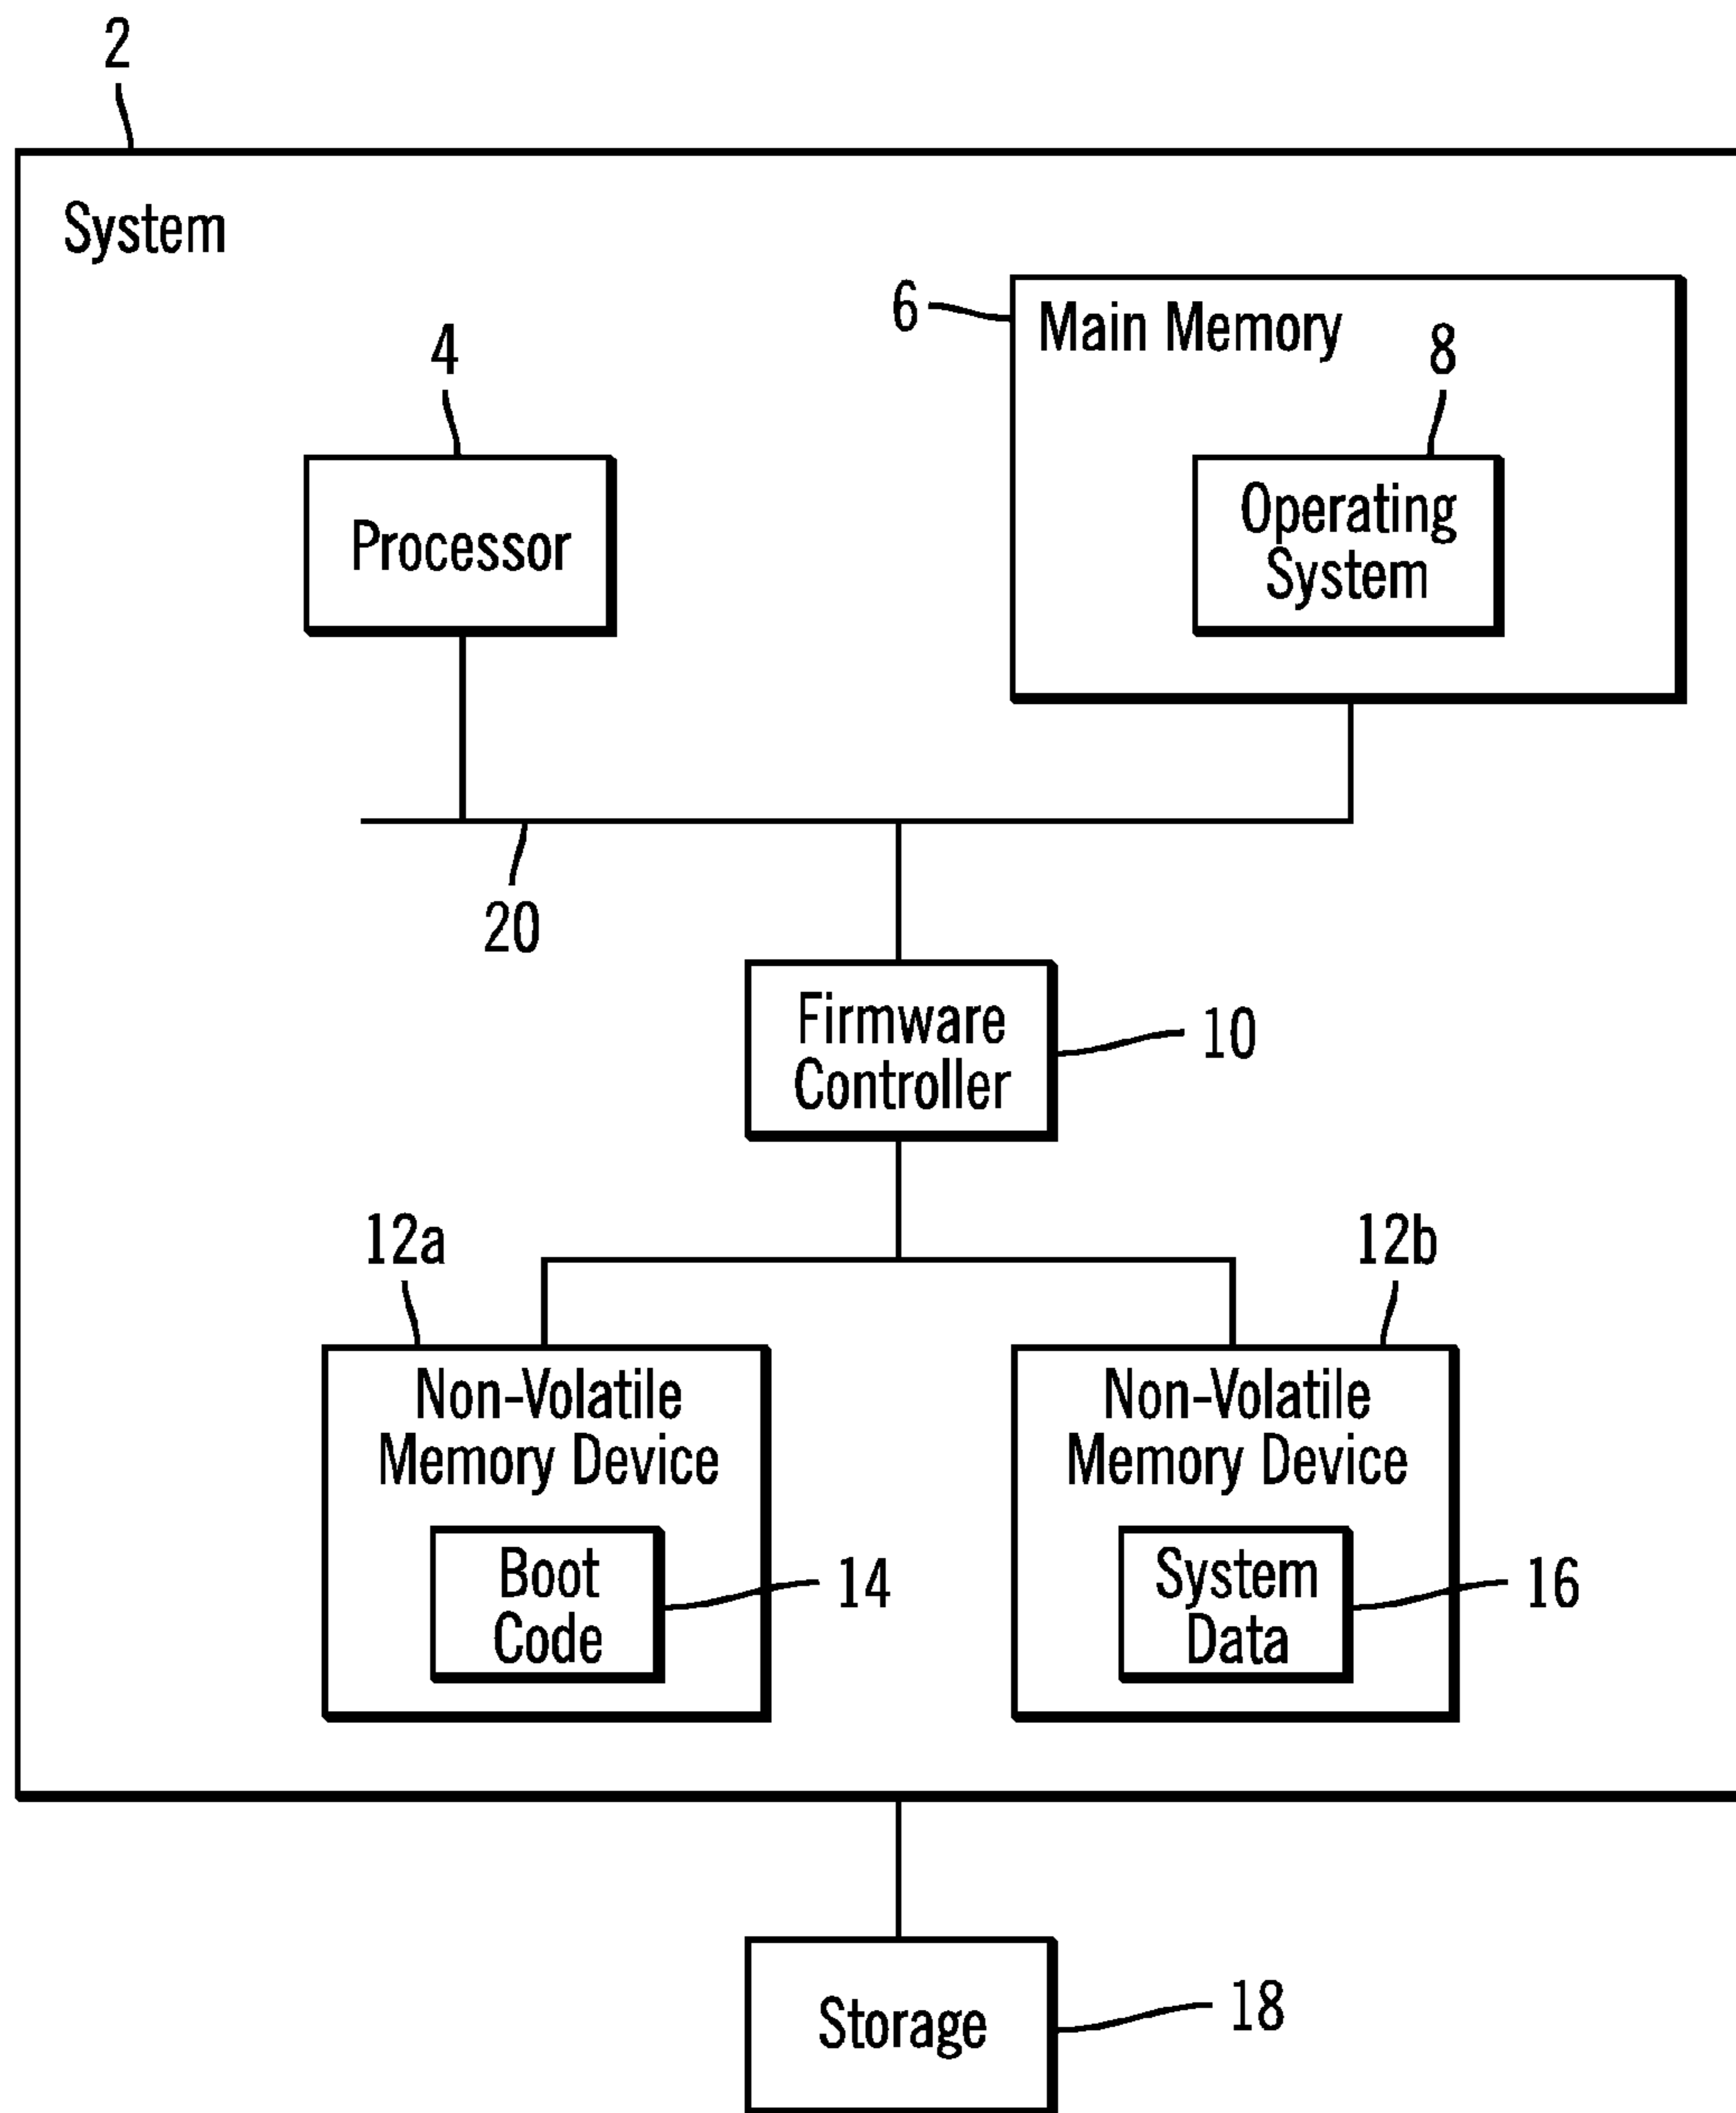 2
System
6
Main Memory
4
8
Processor
Operating
System
20
Firmware
Controller
10
12a
12b
Non-Volatile
Memory Device
Non-Volatile
Memory Device
Boot
Code
14
System
Data
16
Storage
18